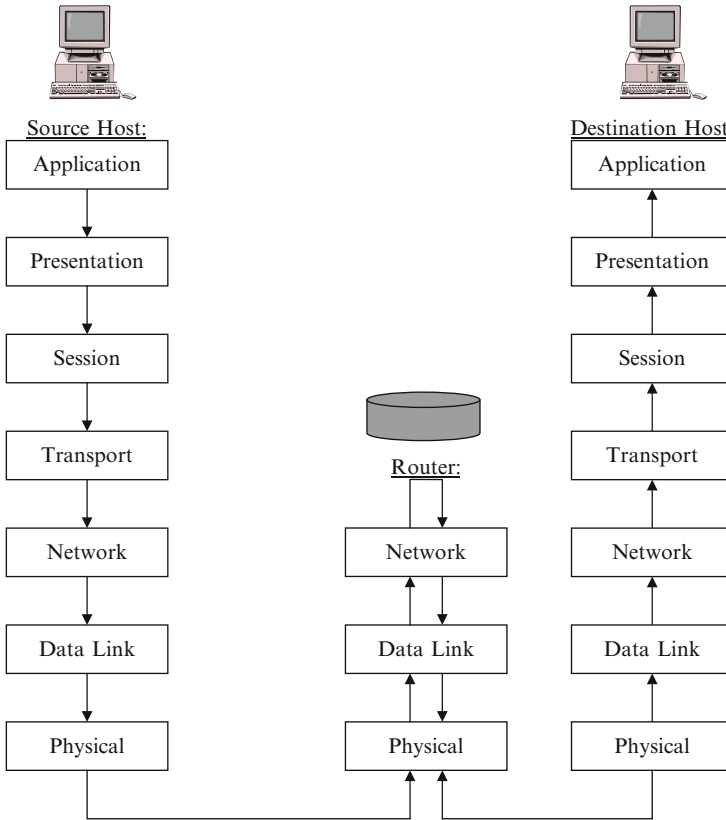 Source Host:
Application
Presentation
Session
Transport
Network
Data Link
Physical
Router:
Network
Data Link
Physical
Destination Host
Application
Presentation
Session
Transport
Network
Data Link
Physical